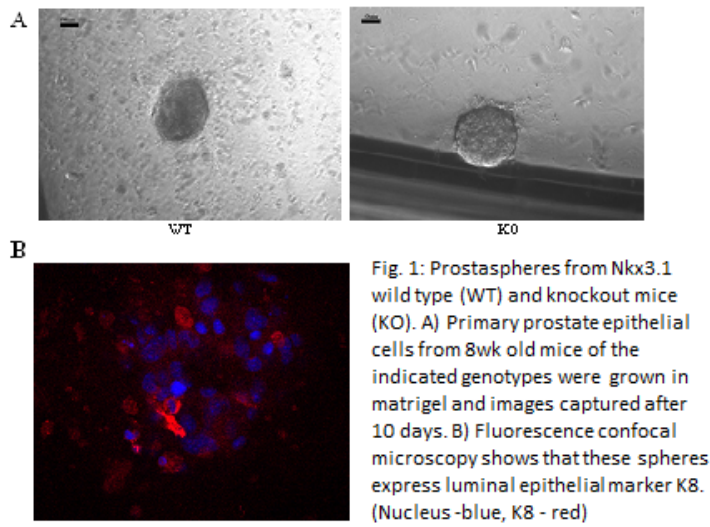 A
WT
KO
B
Fig. 1: Prostaspheres from Nkx3.1
wild type (WT) and knockout mice
(KO). A) Primary prostate epithelial
cells from 8wk old mice of the
indicated genotypes were grown in
matrigel and images captured after
10 days. B) Fluorescence confocal
microscopy shows that these spheres
express luminal epithelial marker K8.
(Nucleus -blue, K8 - red)